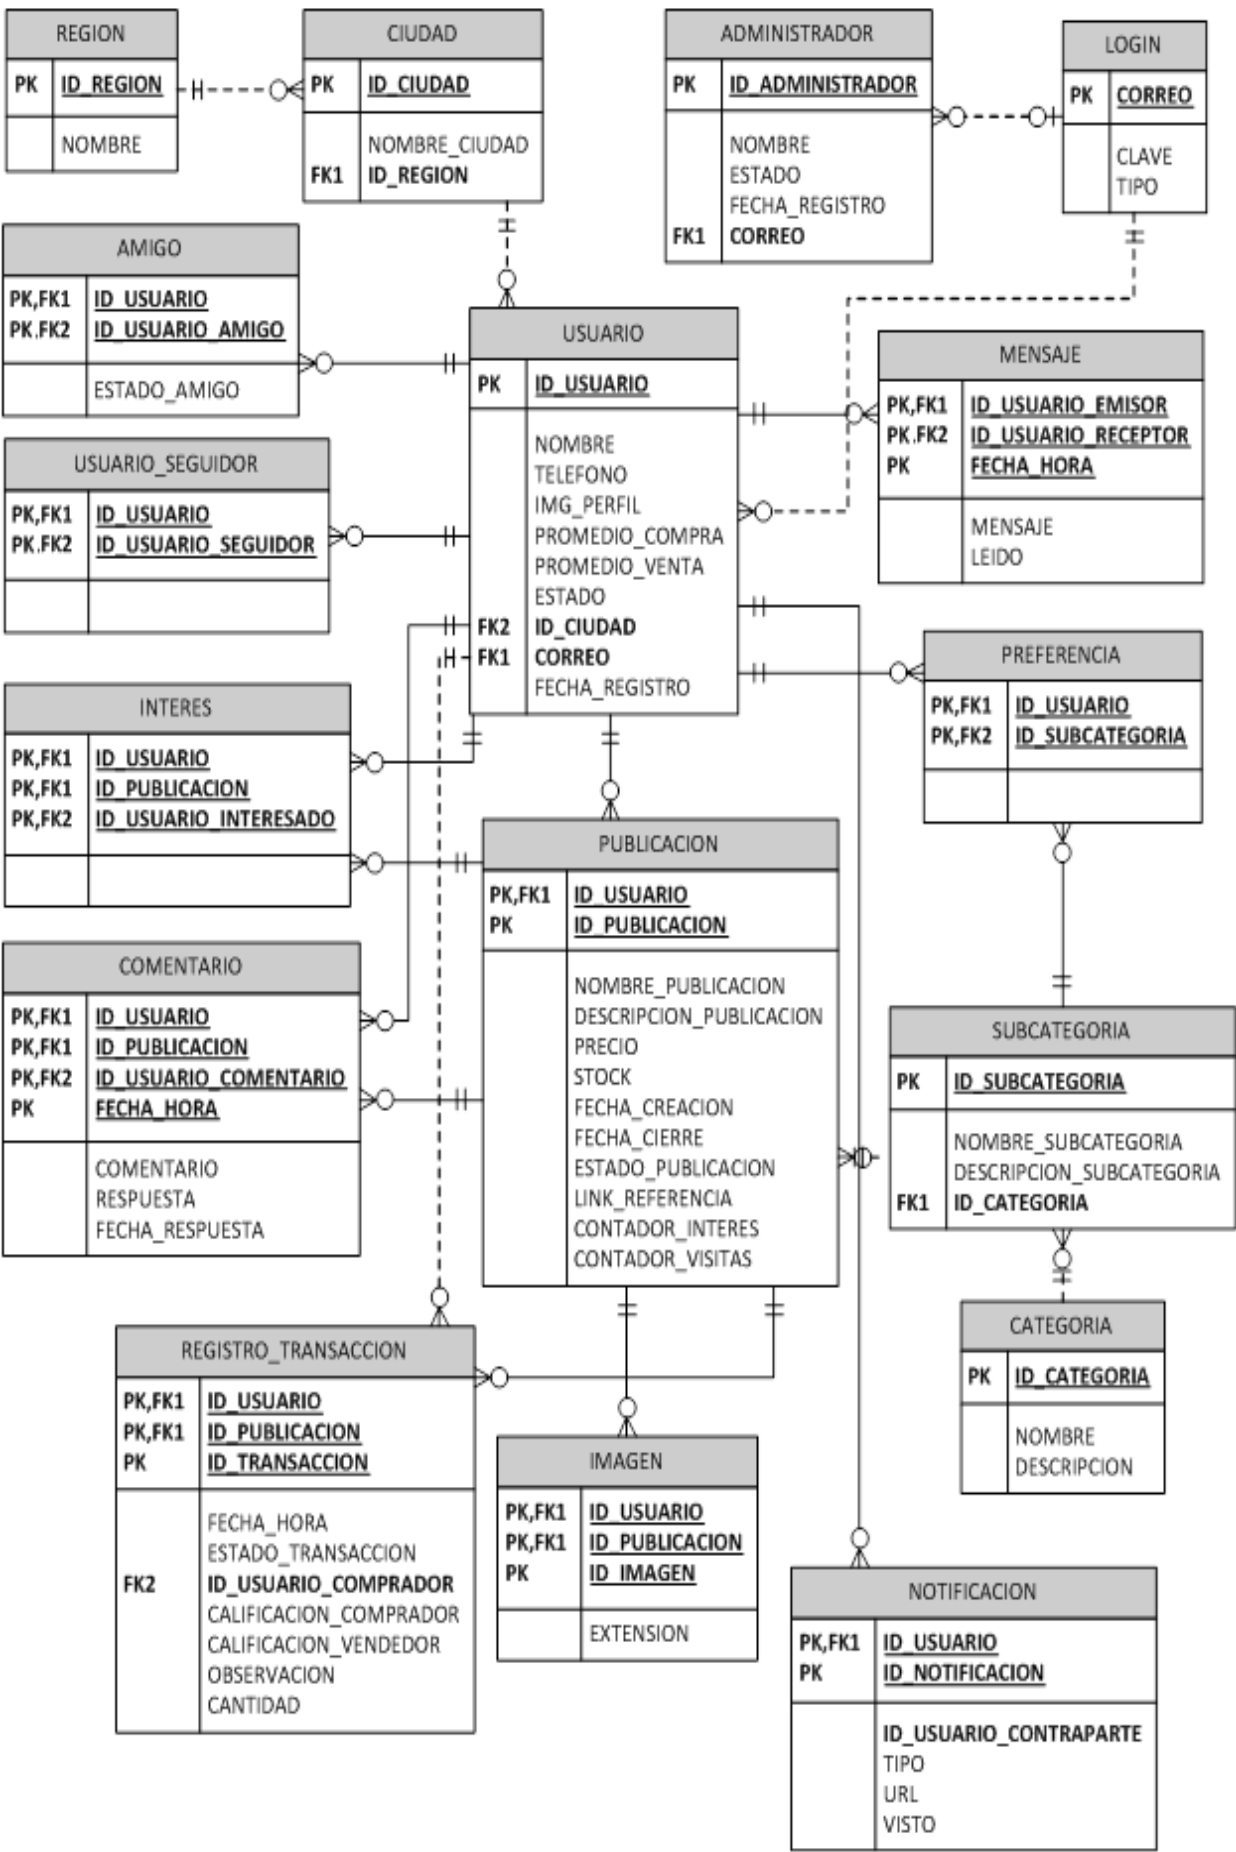 REGION
PK ID_REGION
NOMBRE
CIUDAD
PK ID_CIUDAD
NOMBRE_CIUDAD
FK1 ID_REGION
ADMINISTRADOR
PK ID_ADMINISTRADOR
NOMBRE
ESTADO
FECHA_REGISTRO
FK1 CORREO
LOGIN
PK CORREO
CLAVE
TIPO
AMIGO
PK,FK1 ID_USUARIO
PK.FK2 ID_USUARIO_AMIGO
ESTADO_AMIGO
USUARIO
PK ID_USUARIO
NOMBRE
TELEFONO
IMG_PERFIL
PROMEDIO_COMPRA
PROMEDIO_VENTA
ESTADO
FK2 ID_CIUDAD
FK1 CORREO
FECHA_REGISTRO
MENSAJE
PK,FK1 ID_USUARIO_EMISOR
PK.FK2 ID_USUARIO_RECEPTOR
PK FECHA_HORA
MENSAJE
LEIDO
USUARIO_SEGUIDOR
PK,FK1 ID_USUARIO
PK.FK2 ID_USUARIO_SEGUIDOR
PREFERENCIA
PK,FK1 ID_USUARIO
PK,FK2 ID_SUBCATEGORIA
INTERES
PK,FK1 ID_USUARIO
PK,FK1 ID_PUBLICACION
PK,FK2 ID_USUARIO_INTERESADO
PUBLICACION
PK,FK1 ID_USUARIO
PK ID_PUBLICACION
NOMBRE_PUBLICACION
DESCRIPCION_PUBLICACION
PRECIO
STOCK
FECHA_CREACION
FECHA_CIERRE
ESTADO_PUBLICACION
LINK_REFERENCIA
CONTADOR_INTERES
CONTADOR_VISITAS
COMENTARIO
PK,FK1 ID_USUARIO
PK,FK1 ID_PUBLICACION
PK,FK2 ID_USUARIO_COMENTARIO
PK FECHA_HORA
COMENTARIO
RESPUESTA
FECHA_RESPUESTA
SUBCATEGORIA
PK ID_SUBCATEGORIA
NOMBRE_SUBCATEGORIA
DESCRIPCION_SUBCATEGORIA
FK1 ID_CATEGORIA
CATEGORIA
PK ID_CATEGORIA
NOMBRE
DESCRIPCION
REGISTRO_TRANSACCION
PK,FK1 ID_USUARIO
PK,FK1 ID_PUBLICACION
PK ID_TRANSACCION
FECHA_HORA
ESTADO_TRANSACCION
FK2 ID_USUARIO_COMPRADOR
CALIFICACION_COMPRADOR
CALIFICACION_VENDEDOR
OBSERVACION
CANTIDAD
IMAGEN
PK,FK1 ID_USUARIO
PK,FK1 ID_PUBLICACION
PK ID_IMAGEN
EXTENSION
NOTIFICACION
PK,FK1 ID_USUARIO
PK ID_NOTIFICACION
ID_USUARIO_CONTRAPARTE
TIPO
URL
VISTO